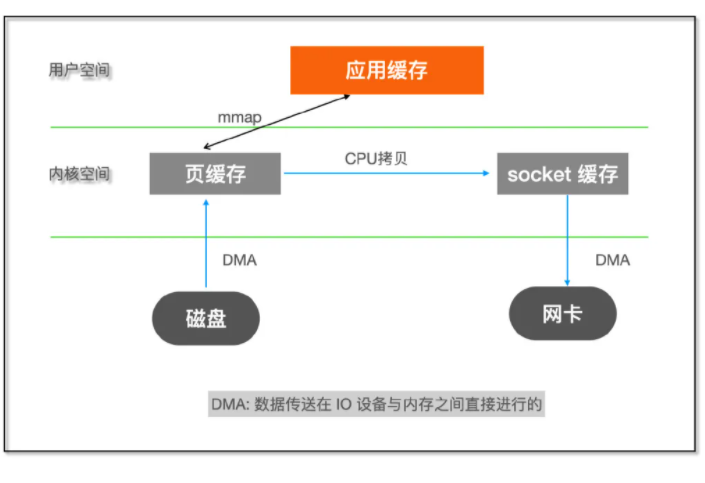 用户空间
应用缓存
mmap
内核空间
页缓存
CPU拷贝
socket 缓存
DMA
DMA
磁盘
网卡
DMA: 数据传送在 IO 设备与内存之间直接进行的